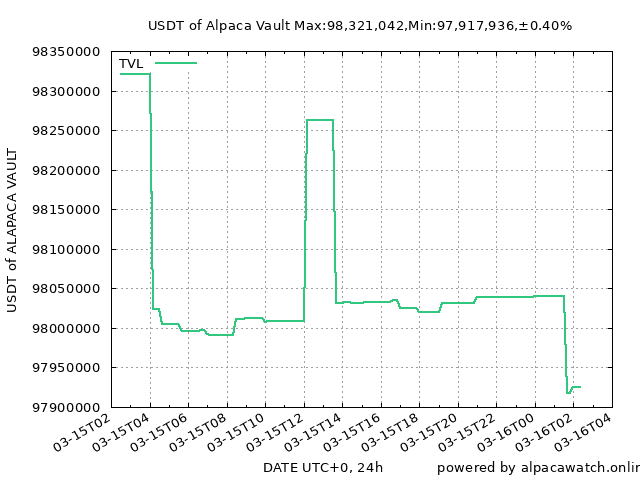 USDT of Alpaca Vault Max:98,321,042,Min:97,917,936,±0.40%
TVL
98350000
98300000
98250000
98200000
98150000
98100000
98050000
98000000
97950000
97900000
USDT of ALAPACA VAULT
03-15T02
03-15T04
03-15T06
03-15T08
03-15T10
03-15T12
03-15T14
03-15T16
03-15T18
03-15T20
03-15T22
03-16T00
03-16T02
03-16T04
DATE UTC+0, 24h
powered by alpacawatch.onlin